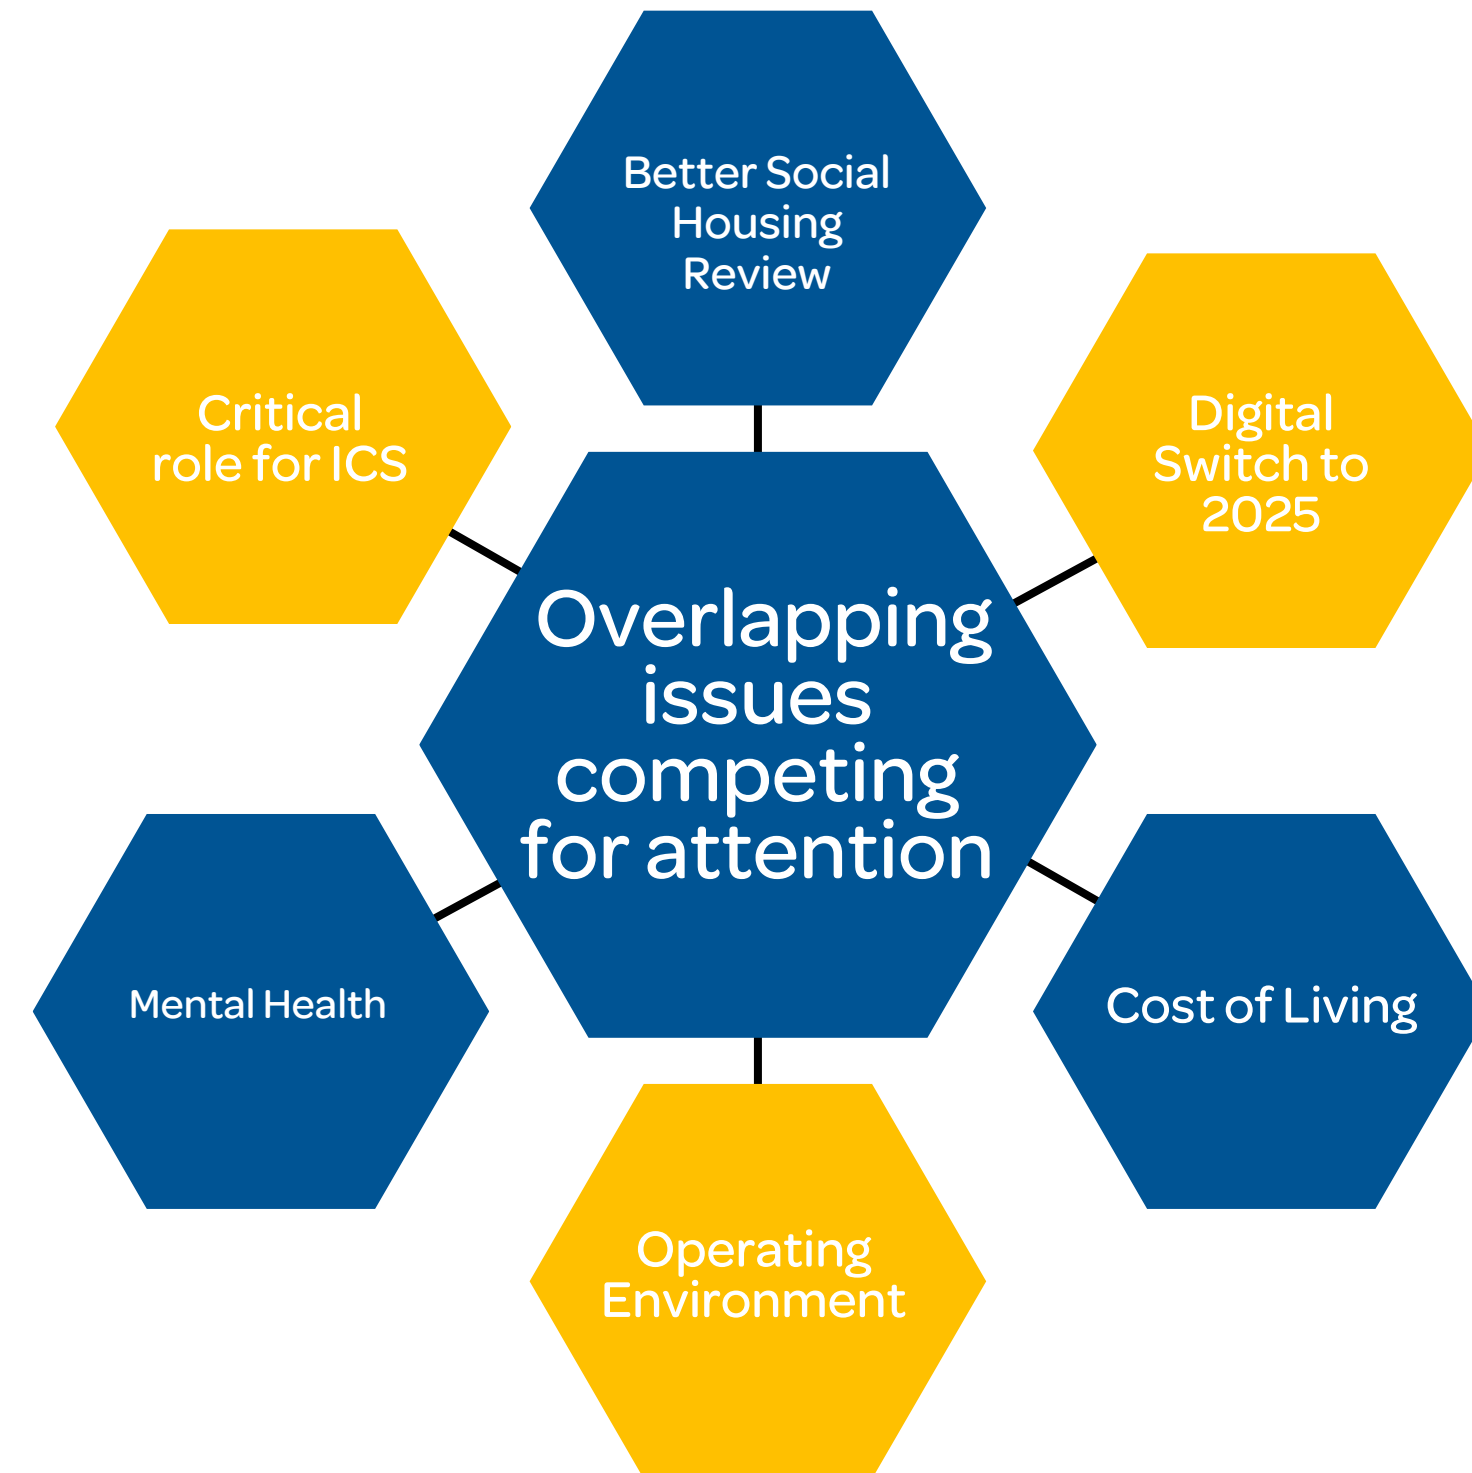 Better Social
Housing
Review
Critical
role for ICS
Digital
Switch to
2025
Overlapping
issues
competing
for attention
Mental Health
Cost of Living
Operating
Environment